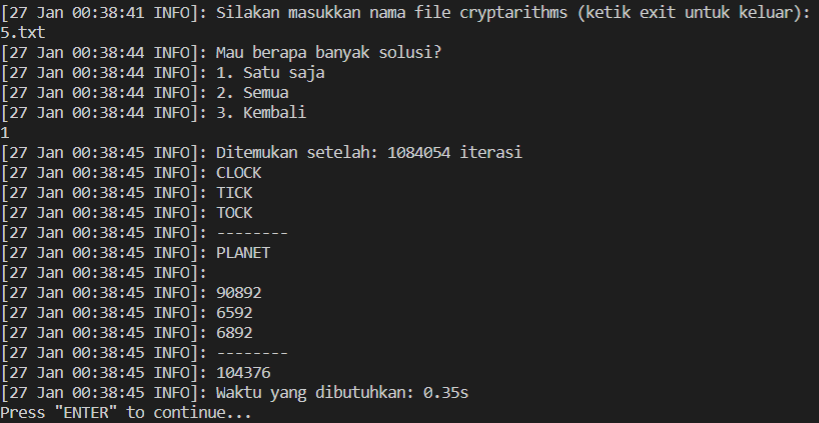 [27 Jan 00:38:41 INFO]: Silakan masukkan nama file cryptarithms (ketik exit untuk keluar):
5.txt
[27 Jan 00:38:44 INFO]: Mau berapa banyak solusi?
[27 Jan 00:38:44 INFO]: 1. Satu saja
[27 Jan 00:38:44 INFO]: 2. Semua
[27 Jan 00:38:44 INFO]: 3. Kembali
1
[27 Jan 00:38:45 INFO]: Ditemukan setelah: 1084054 iterasi
[27 Jan 00:38:45 INFO]: CLOCK
[27 Jan 00:38:45 INFO]: TICK
[27 Jan 00:38:45 INFO]: TOCK
[27 Jan 00:38:45 INFO]: --------
[27 Jan 00:38:45 INFO]: PLANET
[27 Jan 00:38:45 INFO]:
[27 Jan 00:38:45 INFO]: 90892
[27 Jan 00:38:45 INFO]: 6592
[27 Jan 00:38:45 INFO]: 6892
[27 Jan 00:38:45 INFO]: --------
[27 Jan 00:38:45 INFO]: 104376
[27 Jan 00:38:45 INFO]: Waktu yang dibutuhkan: 0.35s
Press "ENTER" to continue...